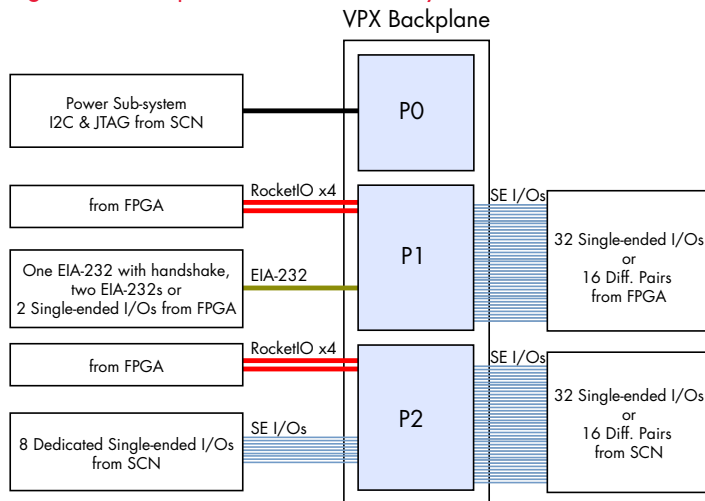 VPX Backplane
Power Sub-system
I2C & JTAG from SCN
P0
RocketIO x4
from FPGA
SE I/Os
P1
32 Single-ended I/Os
or
16 Diff. Pairs
from FPGA
One EIA-232 with handshake,
two EIA-232s or
2 Single-ended I/Os from FPGA
EIA-232
RocketIO x4
from FPGA
SE I/Os
P2
32 Single-ended I/Os
or
16 Diff. Pairs
from SCN
8 Dedicated Single-ended I/Os
from SCN
SE I/Os